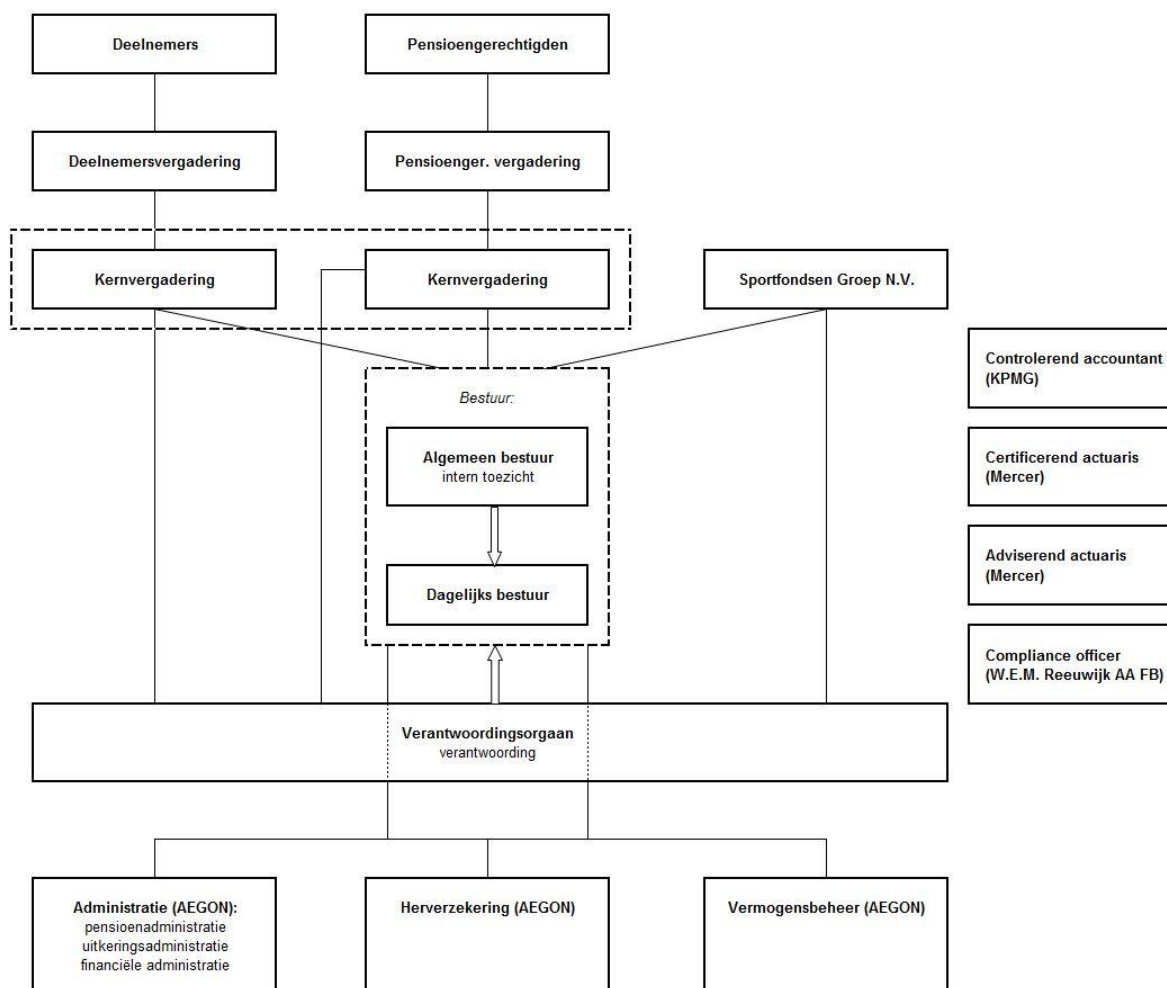 Deelnemers
Pensioengerechtigden
Deelnemersvergadering
Pensioenger. vergadering
Kernvergadering
Kernvergadering
Sportfondsen Groep N.V.
Controlerend accountant
(KPMG)
Bestuur:
Algemeen bestuur
intern toezicht
Certificerend actuaris
(Mercer)
Adviserend actuaris
(Mercer)
Dagelijks bestuur
Compliance officer
(W.E.M. Reeuwijk AA FB)
Verantwoordingsorgaan
verantwoording
Administratie (AEGON):
pensioenadministratie
uitkeringsadministratie
financiële administratie
Herverzekering (AEGON)
Vermogensbeheer (AEGON)